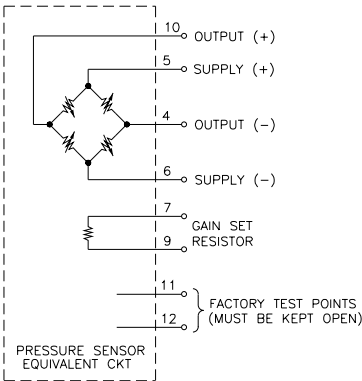 10 OUTPUT (+)
5 SUPPLY (+)
4 OUTPUT (-)
6 SUPPLY (-)
7
GAIN SET
RESISTOR
9
11
FACTORY TEST POINTS
(MUST BE KEPT OPEN)
12
PRESSURE SENSOR
EQUIVALENT CKT